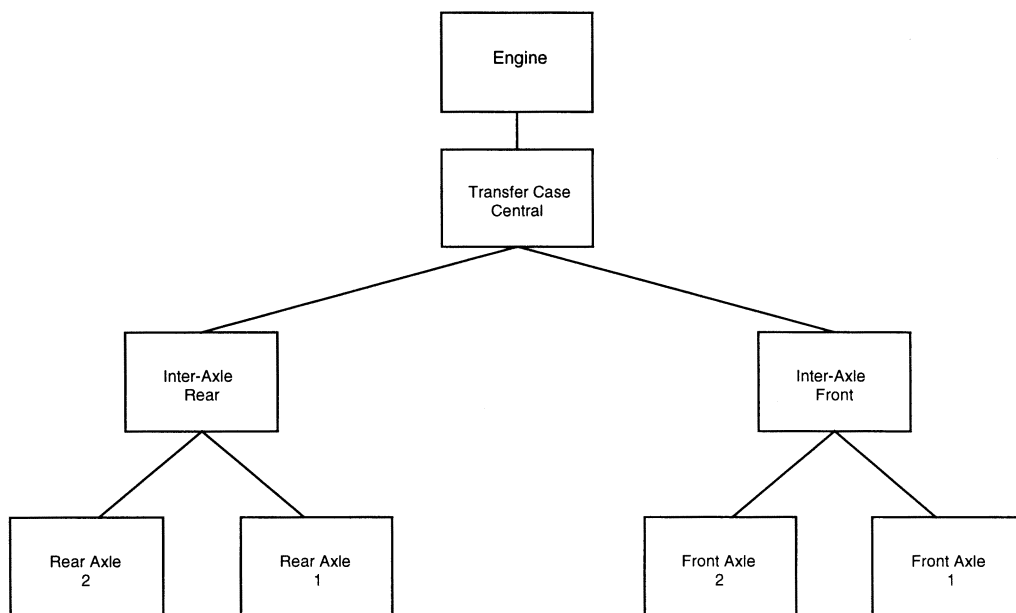 Engine
Transfer Case
Central
Inter-Axle
Rear
Inter-Axle
Front
Rear Axle
2
Rear Axle
1
Front Axle
2
Front Axle
1